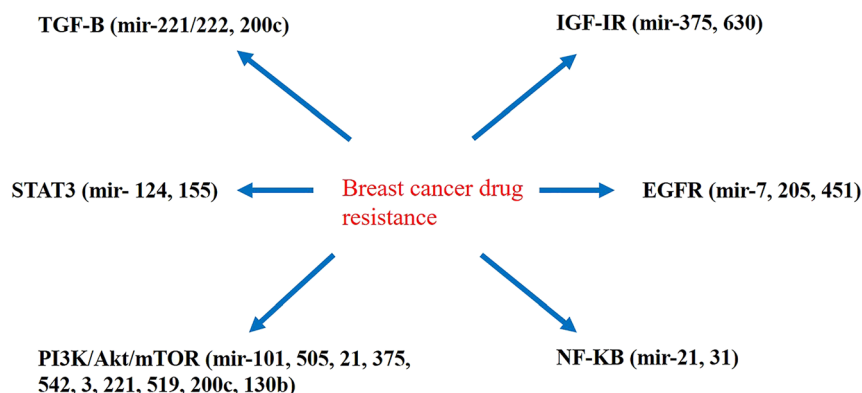 TGF-B (mir-221/222, 200c)
IGF-IR (mir-375, 630)
STAT3 (mir- 124, 155)
Breast cancer drug
resistance
EGFR (mir-7, 205, 451)
PI3K/Akt/mTOR (mir-101, 505, 21, 375,
542, 3, 221, 519, 200c, 130b)
NF-KB (mir-21, 31)